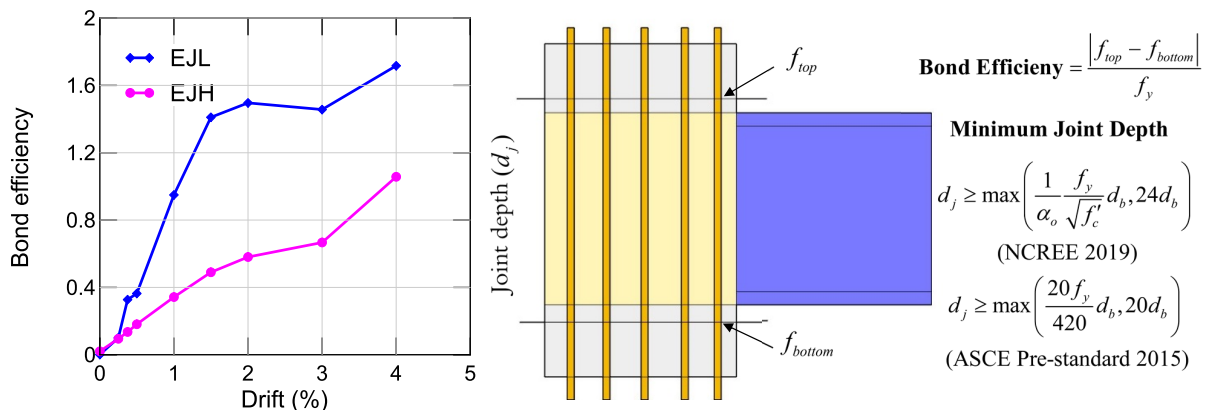 2
1.6
1.2
0.8
0.4
0
0 1 2 3 4 5
Bond efficiency
Drift (%)
EJL
EJH
Joint depth (d_j)
f_top
f_bottom
Bond Efficieny = |f_top − f_bottom| / f_y
Minimum Joint Depth
d_j ≥ max(1/α_o f_y/√f′_c d_b, 24d_b)
(NCREE 2019)
d_j ≥ max(20f_y/420 d_b, 20d_b)
(ASCE Pre-standard 2015)